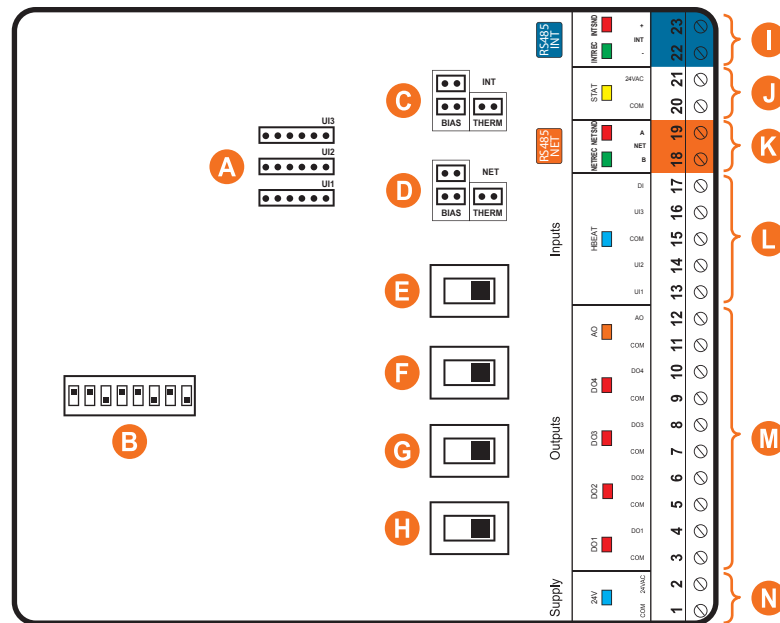 A
UI3
UI2
UI1
B
C
INT
BIAS THERM
D
NET
BIAS THERM
E
F
G
H
RS485
INT
INTREC INTSND
+
INT
-
23
22
I
STAT
24VAC
COM
21
20
J
RS485
NET
NETREC NETSND
A
NET
B
19
18
K
Inputs
HBEAT
DI
UI3
COM
UI2
UI1
17
16
15
14
13
L
Outputs
AO
AO
COM
12
11
DO4
DO4
COM
10
9
DO3
DO3
COM
8
7
DO2
DO2
COM
6
5
DO1
DO1
COM
4
3
M
Supply
24V
COM 24VAC
2
1
N